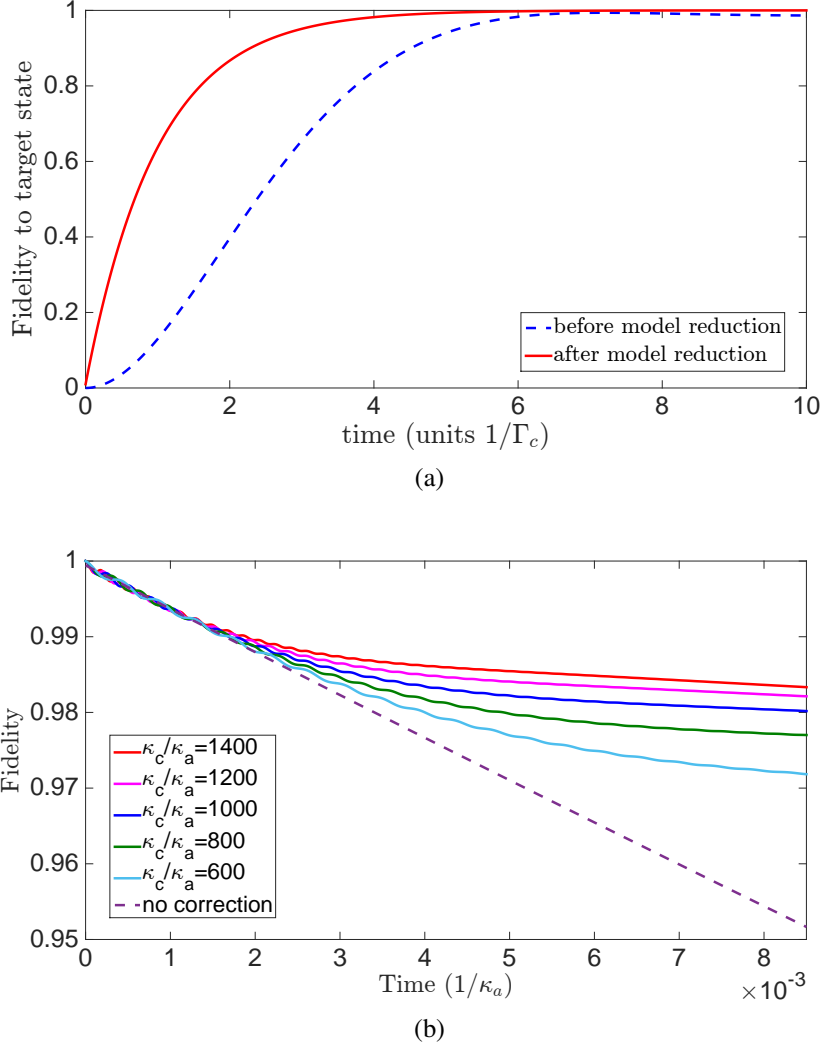 1
0.8
0.6
0.4
0.2
0
Fidelity to target state
before model reduction
after model reduction
0 2 4 6 8 10
time (units 1/Γ_c)
(a)
1
0.99
0.98
0.97
0.96
0.95
Fidelity
κ_c/κ_a=1400
κ_c/κ_a=1200
κ_c/κ_a=1000
κ_c/κ_a=800
κ_c/κ_a=600
no correction
0 1 2 3 4 5 6 7 8
Time (1/κ_a)
×10^-3
(b)